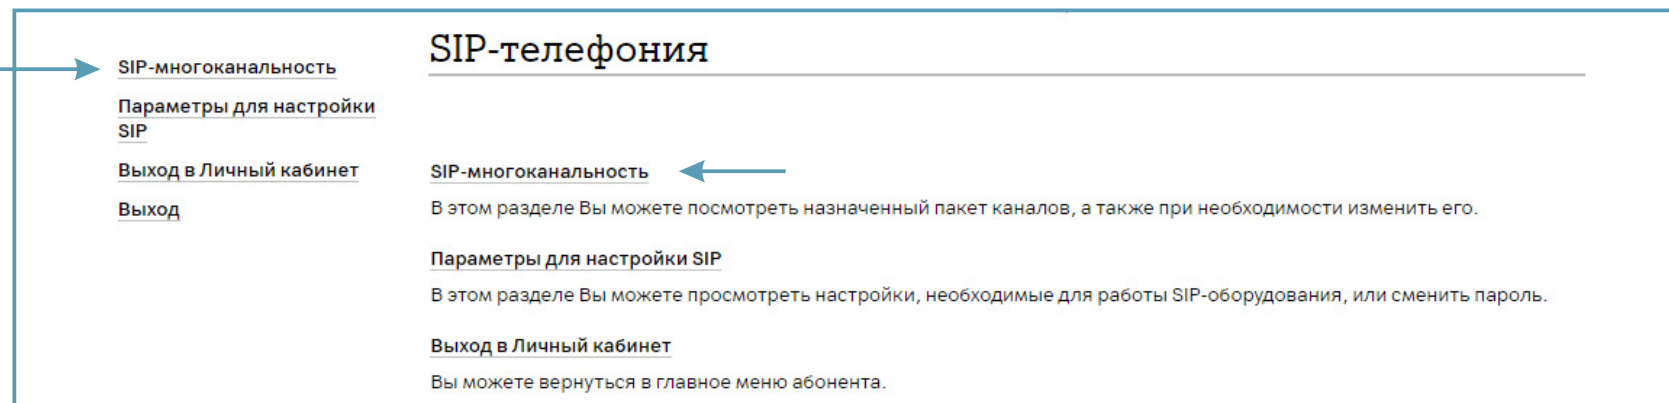 SIP-многоканальность
Параметры для настройки
SIP
Выход в Личный кабинет
Выход
SIP-телефония
SIP-многоканальность
В этом разделе Вы можете посмотреть назначенный пакет каналов, а также при необходимости изменить его.
Параметры для настройки SIP
В этом разделе Вы можете просмотреть настройки, необходимые для работы SIP-оборудования, или сменить пароль.
Выход в Личный кабинет
Вы можете вернуться в главное меню абонента.